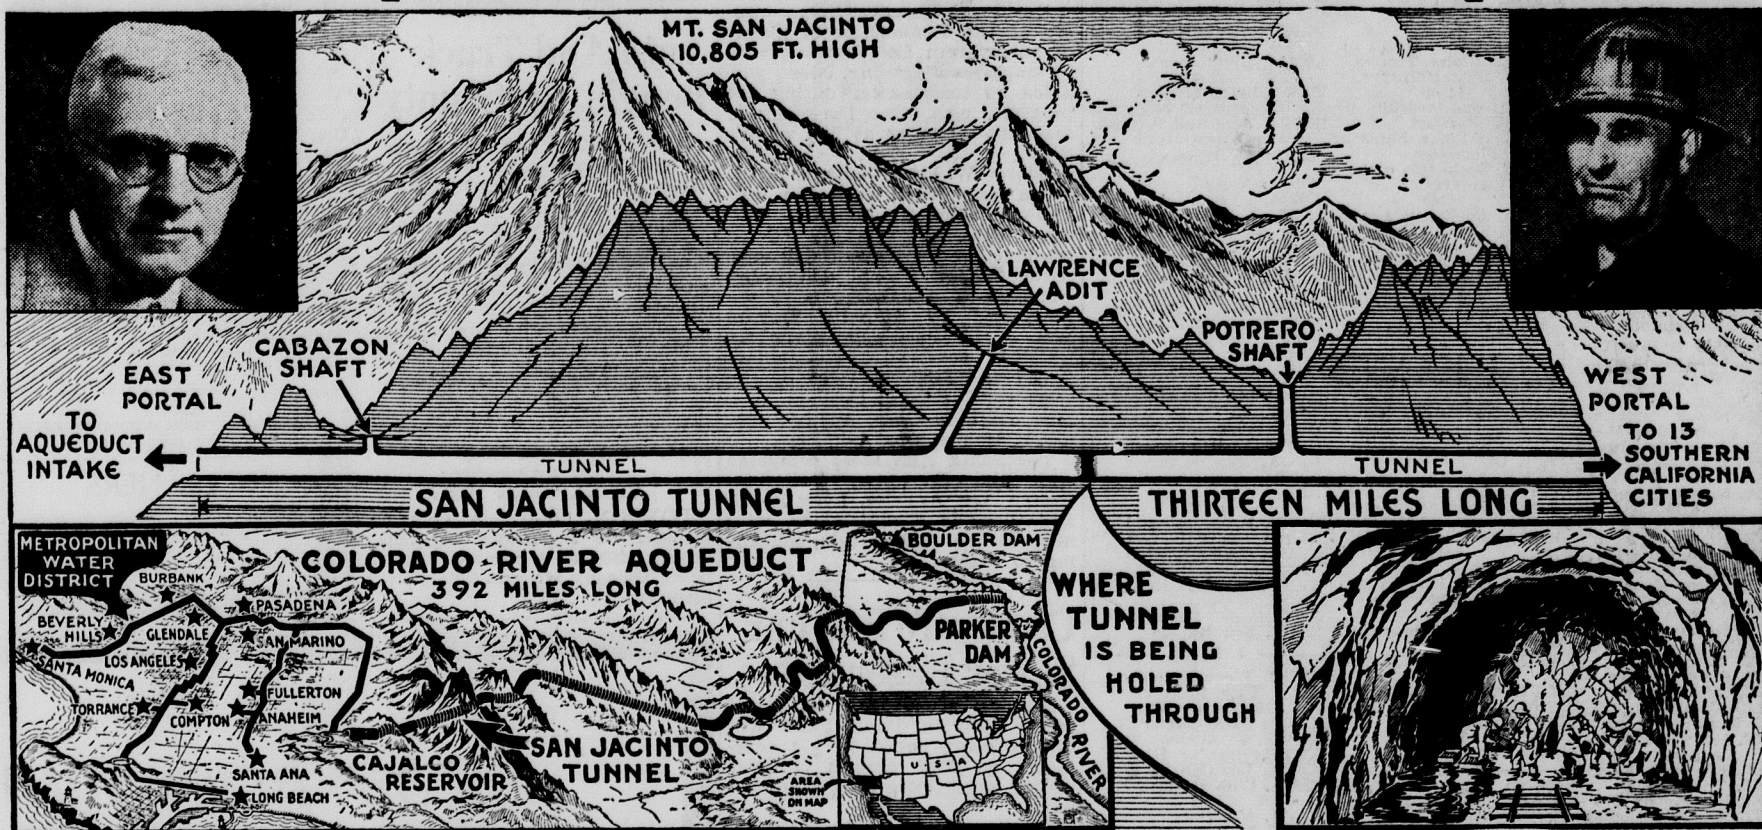 MT. SAN JACINTO
10,805 FT. HIGH
LAWRENCE
ADIT
POTRERO
SHAFT
CABAZON
SHAFT
EAST
PORTAL
TO
AQUEDUCT
INTAKE
WEST
PORTAL
TO 13
SOUTHERN
CALIFORNIA
CITIES
TUNNEL
TUNNEL
SAN JACINTO TUNNEL
THIRTEEN MILES LONG
METROPOLITAN
WATER
DISTRICT
COLORADO RIVER AQUEDUCT
392 MILES LONG
BOULDER DAM
BURBANK
PASADENA
BEVERLY
HILLS
GLENDALE
SAN MARINO
SANTA MONICA
LOS ANGELES
TORRANCE
COMPTON
FULLERTON
ANAHEIM
SANTA ANA
LONG BEACH
CAJALCO
RESERVOIR
SAN JACINTO
TUNNEL
PARKER
DAM
COLORADO RIVER
U-S-A
AREA
SHOWN
ON MAP
WHERE
TUNNEL
IS BEING
HOLED
THROUGH